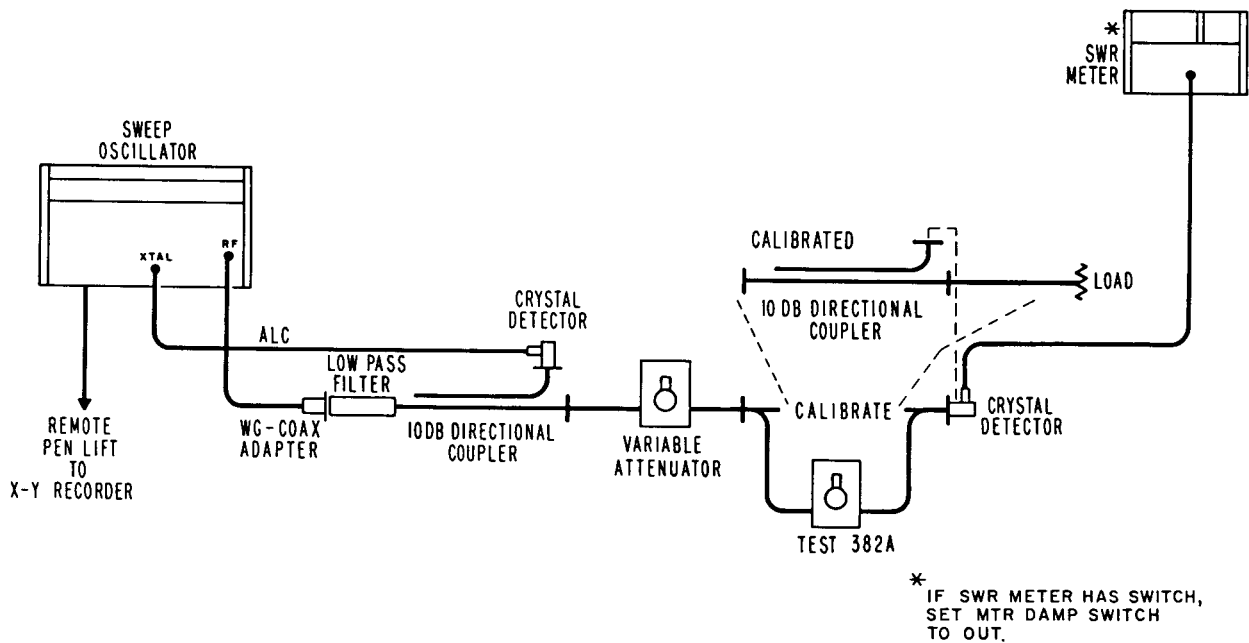 *
SWR
METER
SWEEP
OSCILLATOR
XTAL
RF
CALIBRATED
LOAD
10 DB DIRECTIONAL
COUPLER
CRYSTAL
DETECTOR
ALC
LOW PASS
FILTER
WG-COAX
ADAPTER
10DB DIRECTIONAL
COUPLER
VARIABLE
ATTENUATOR
CALIBRATE
CRYSTAL
DETECTOR
REMOTE
PEN LIFT
TO
X-Y RECORDER
TEST 382A
*
IF SWR METER HAS SWITCH,
SET MTR DAMP SWITCH
TO OUT.